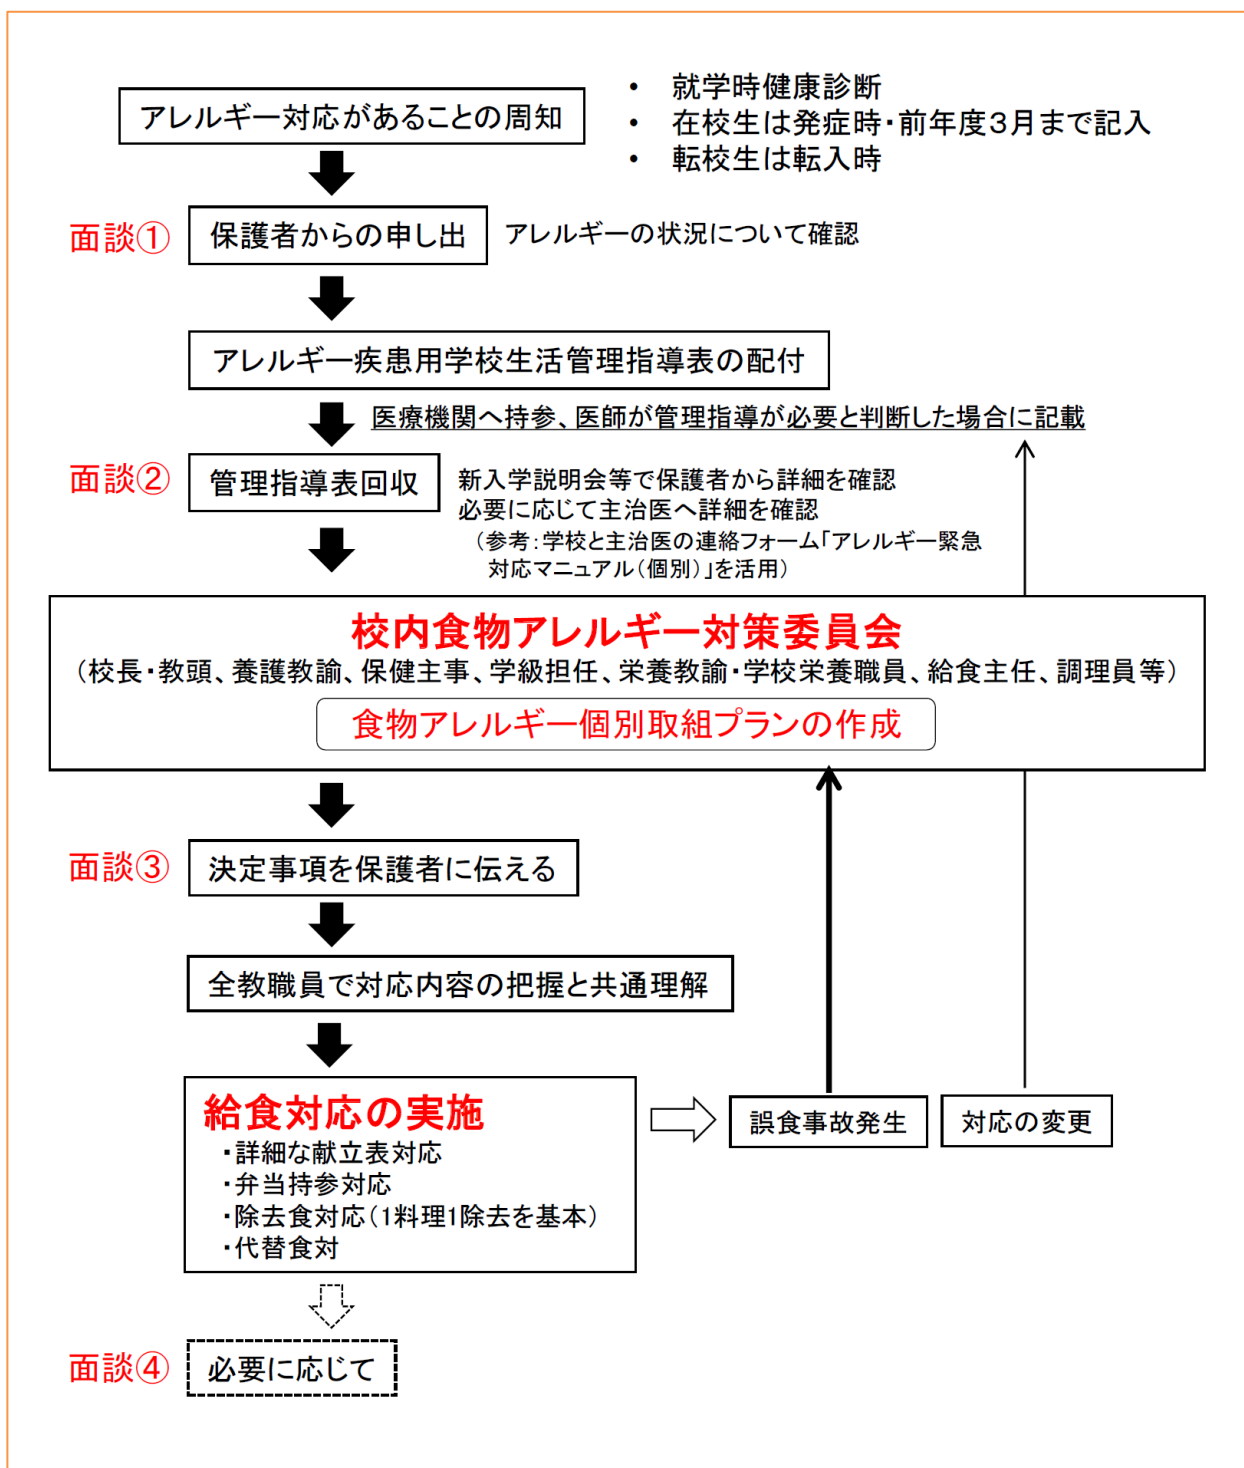 アレルギー対応があることの周知
• 就学時健康診断
• 在校生は発症時・前年度3月まで記入
• 転校生は転入時
面談①
保護者からの申し出
アレルギーの状況について確認
アレルギー疾患用学校生活管理指導表の配付
医療機関へ持参、医師が管理指導が必要と判断した場合に記載
面談②
管理指導表回収
新入学説明会等で保護者から詳細を確認
必要に応じて主治医へ詳細を確認
（参考：学校と主治医の連絡フォーム「アレルギー緊急
対応マニュアル（個別）」を活用）
校内食物アレルギー対策委員会
（校長・教頭、養護教諭、保健主事、学級担任、栄養教諭・学校栄養職員、給食主任、調理員等）
食物アレルギー個別取組プランの作成
面談③
決定事項を保護者に伝える
全教職員で対応内容の把握と共通理解
給食対応の実施
・詳細な献立表対応
・弁当持参対応
・除去食対応（1料理1除去を基本）
・代替食対
誤食事故発生
対応の変更
面談④
必要に応じて